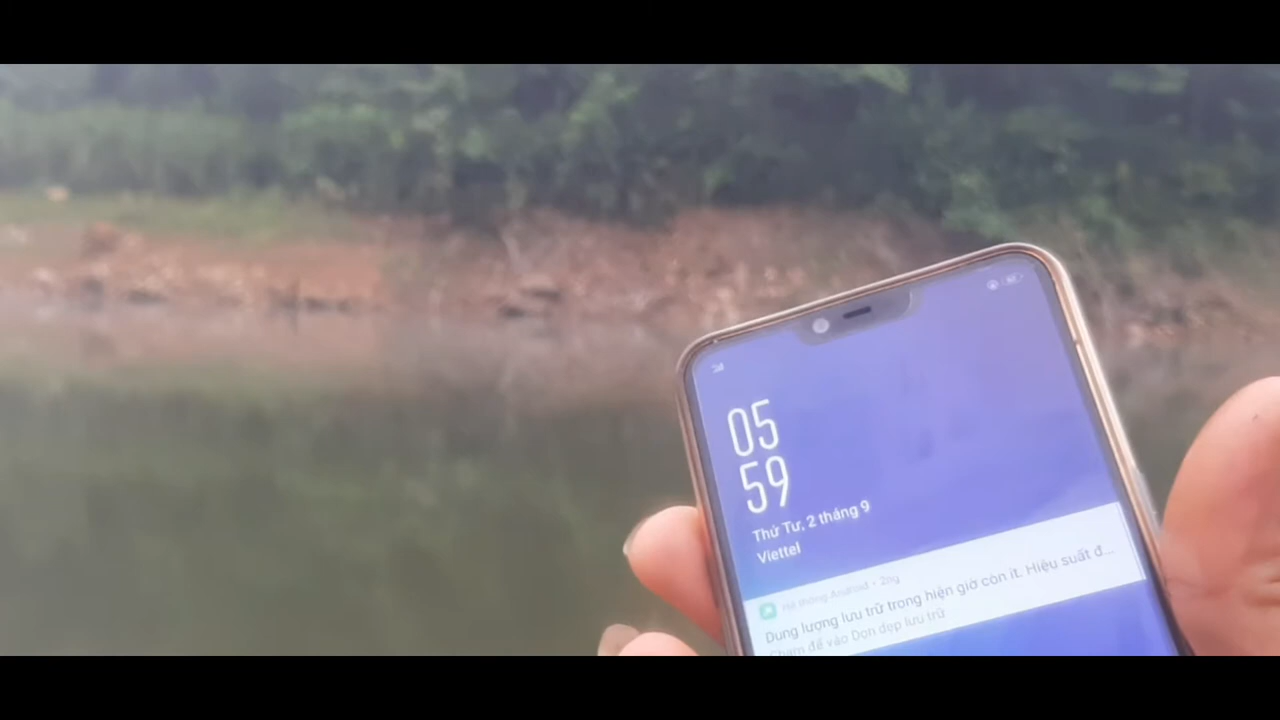 05
59
Thứ Tư, 2 tháng 9
Viettel
Hệ thống Android • 20g
Dung lượng lưu trữ trong hiện giờ còn ít. Hiệu suất đ...
Chạm để vào Dọn dẹp lưu trữ